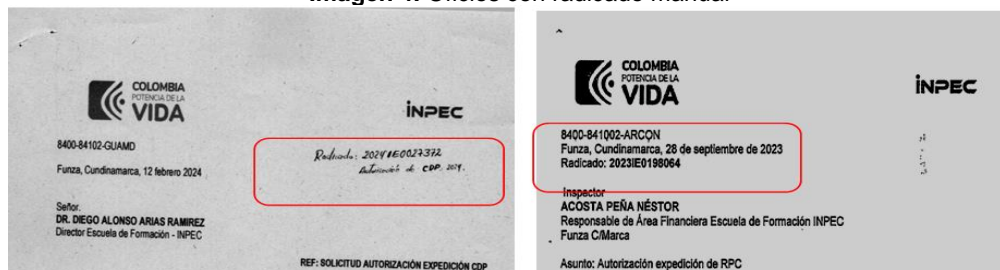 Imagen 4. Oficios con radicado manual
COLOMBIA
POTENCIA DE LA
VIDA
INPEC
8400-84102-GUAMD
Funza, Cundinamarca, 12 febrero 2024
Radicado: 2024IE0027372
Autorización de CDP 2024.
Señor.
DR. DIEGO ALONSO ARIAS RAMIREZ
Director Escuela de Formación - INPEC
REF: SOLICITUD AUTORIZACIÓN EXPEDICIÓN CDP
COLOMBIA
POTENCIA DE LA
VIDA
INPEC
8400-841002-ARCON
Funza, Cundinamarca, 28 de septiembre de 2023
Radicado: 2023IE0198064
Inspector
ACOSTA PEÑA NÉSTOR
Responsable de Área Financiera Escuela de Formación INPEC
Funza C/Marca
Asunto: Autorización expedición de RPC